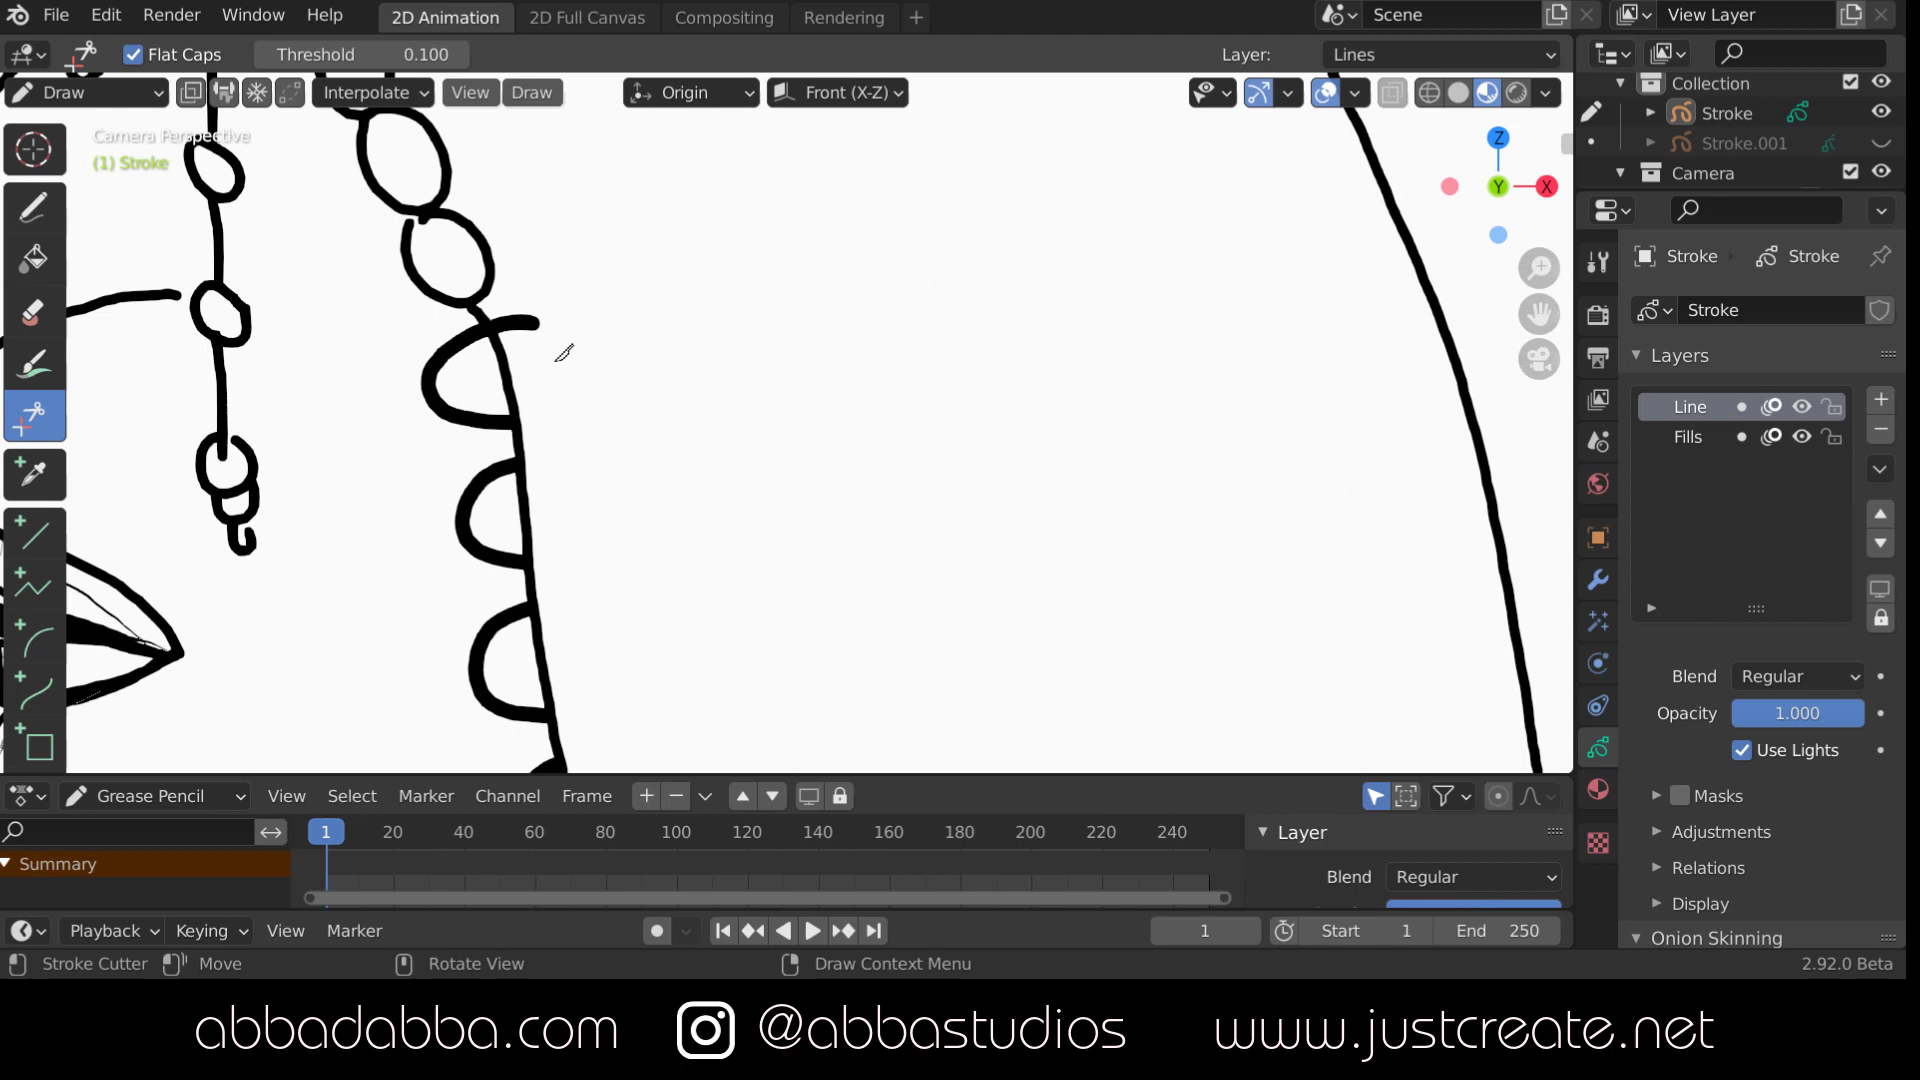 File Edit Render Window Help 2D Animation 2D Full Canvas Compositing Rendering Scene View Layer
Flat Caps Threshold 0.100 Layer: Lines
Draw Interpolate View Draw Origin Front (X-Z)
Camera Perspective
(1) Stroke
Z
Y
X
Collection
Stroke
Stroke.001
Camera
Stroke Stroke
Stroke
Layers
Line
Fills
Blend Regular
Opacity 1.000
Use Lights
Masks
Adjustments
Relations
Display
Onion Skinning
Grease Pencil View Select Marker Channel Frame
1 20 40 60 80 100 120 140 160 180 200 220 240
Summary
Layer
Blend Regular
Playback Keying View Marker 1 Start 1 End 250
Stroke Cutter Move Rotate View Draw Context Menu 2.92.0 Beta
abbadabba.com @abbastudios www.justcreate.net